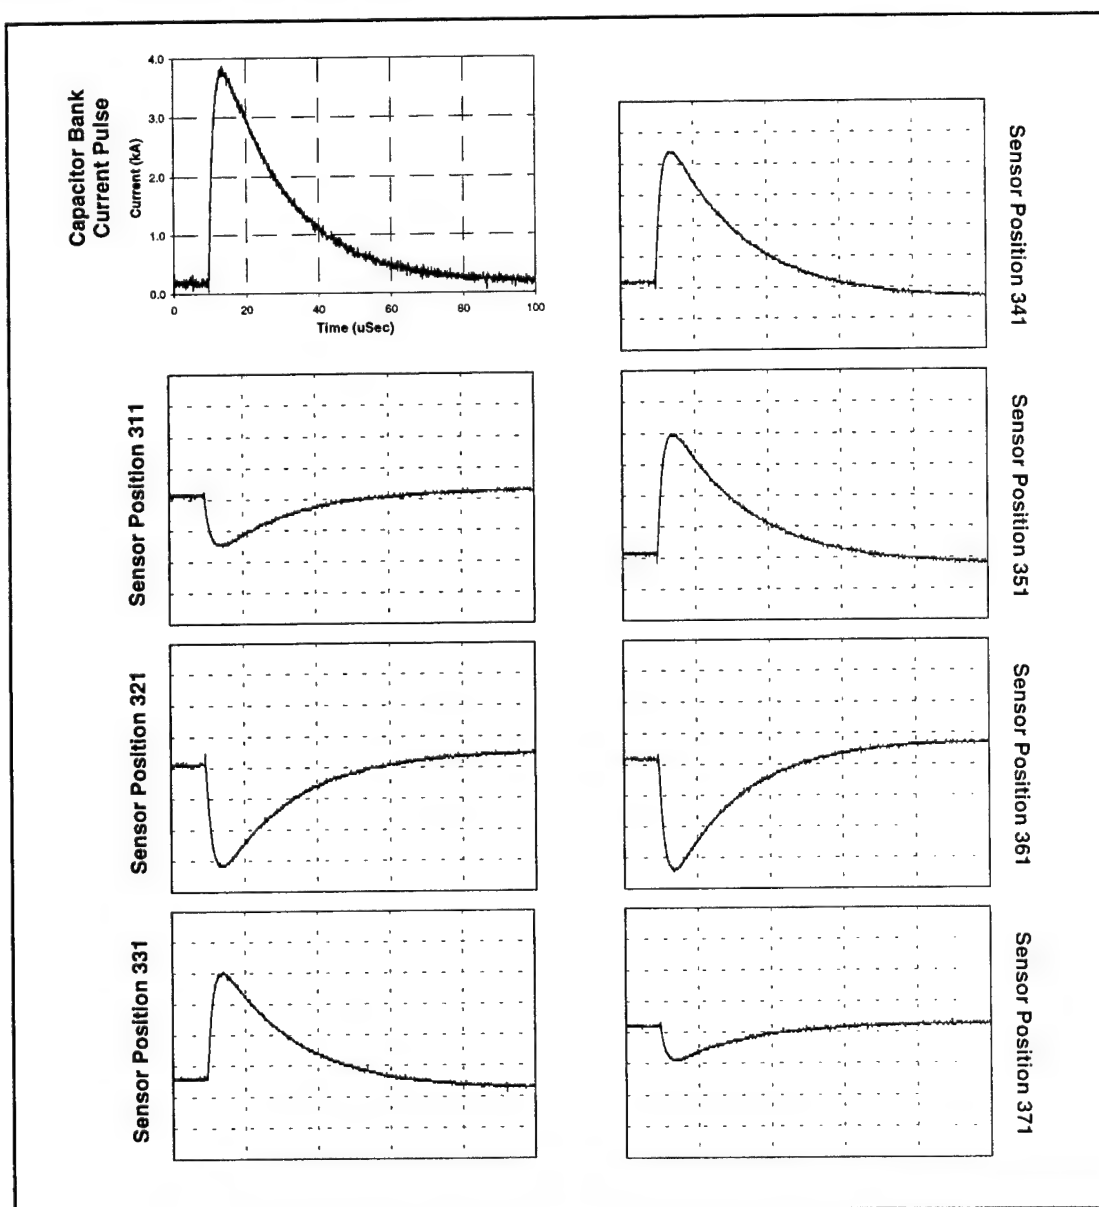 Capacitor Bank
Current Pulse
Current (kA)
4.0
3.0
2.0
1.0
0.0
0
20
40
60
80
100
Time (uSec)
Sensor Position 311
Sensor Position 321
Sensor Position 331
Sensor Position 341
Sensor Position 351
Sensor Position 361
Sensor Position 371